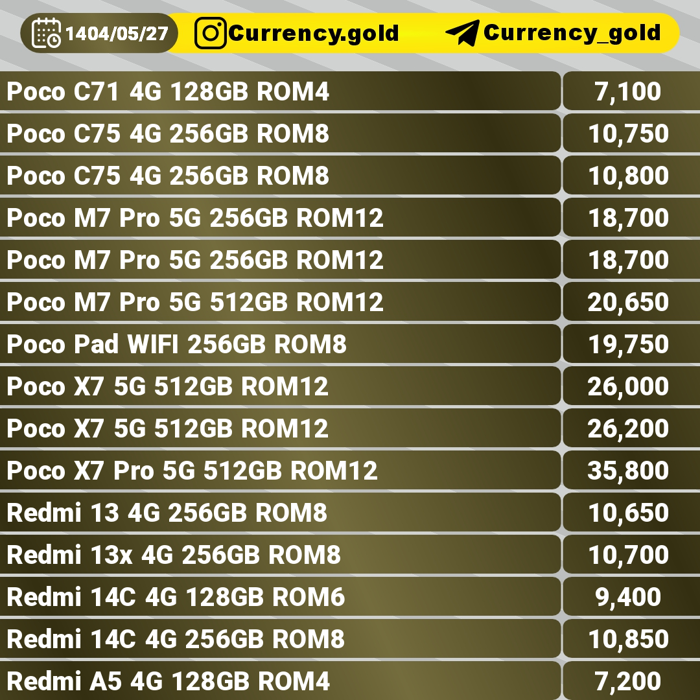 1404/05/27 Currency.gold Currency_gold
Poco C71 4G 128GB ROM4 7,100
Poco C75 4G 256GB ROM8 10,750
Poco C75 4G 256GB ROM8 10,800
Poco M7 Pro 5G 256GB ROM12 18,700
Poco M7 Pro 5G 256GB ROM12 18,700
Poco M7 Pro 5G 512GB ROM12 20,650
Poco Pad WIFI 256GB ROM8 19,750
Poco X7 5G 512GB ROM12 26,000
Poco X7 5G 512GB ROM12 26,200
Poco X7 Pro 5G 512GB ROM12 35,800
Redmi 13 4G 256GB ROM8 10,650
Redmi 13x 4G 256GB ROM8 10,700
Redmi 14C 4G 128GB ROM6 9,400
Redmi 14C 4G 256GB ROM8 10,850
Redmi A5 4G 128GB ROM4 7,200